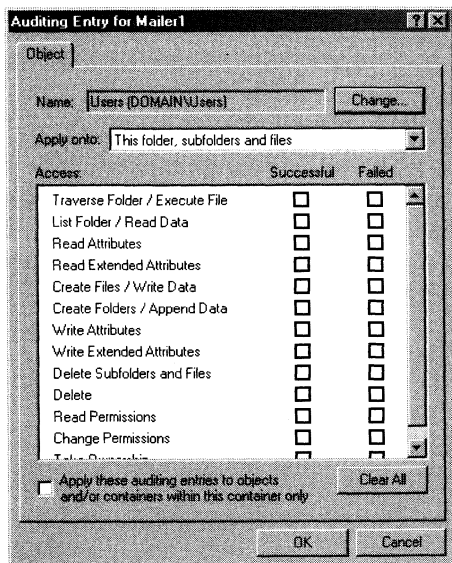 Auditing Entry for Mailer1
Object
Name: Users (DOMAIN\Users) Change...
Apply onto: This folder, subfolders and files
Access: Successful Failed
Traverse Folder / Execute File
List Folder / Read Data
Read Attributes
Read Extended Attributes
Create Files / Write Data
Create Folders / Append Data
Write Attributes
Write Extended Attributes
Delete Subfolders and Files
Delete
Read Permissions
Change Permissions
Take Ownership
Apply these auditing entries to objects
and/or containers within this container only
Clear All
OK Cancel